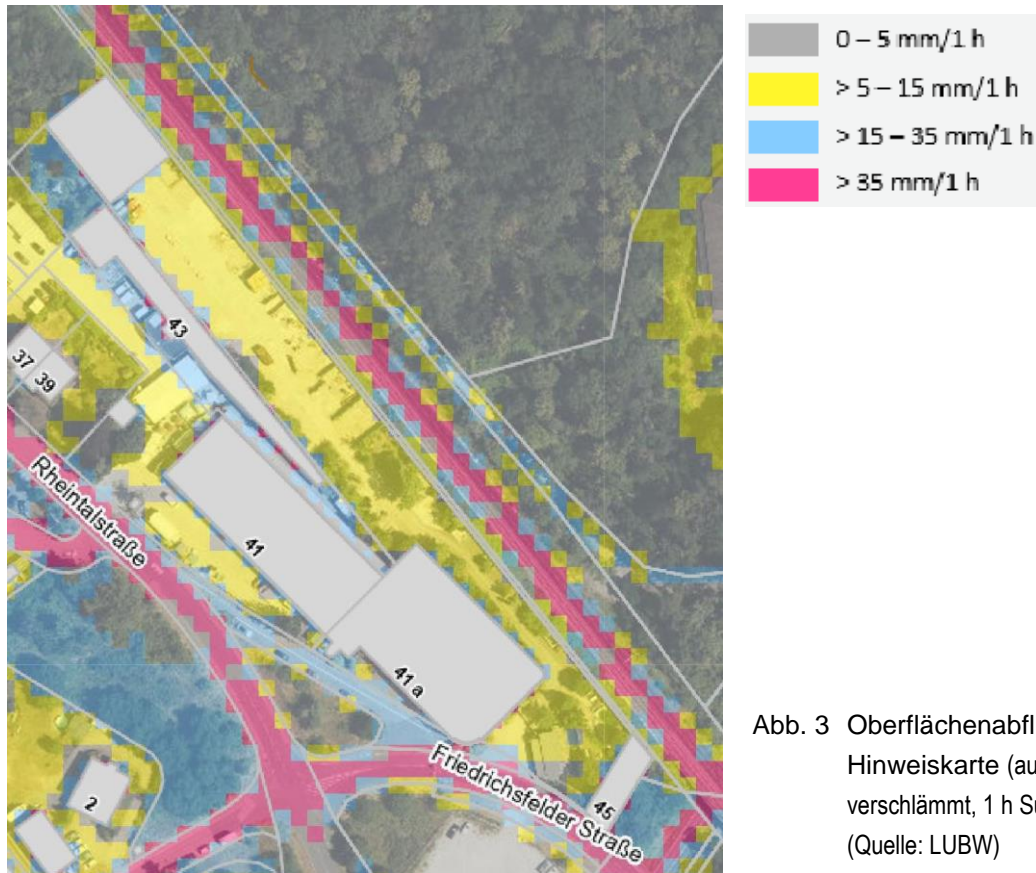 0 – 5 mm/1 h
> 5 – 15 mm/1 h
> 15 – 35 mm/1 h
> 35 mm/1 h
43
37
39
Rheintalstraße
41
41 a
2
Friedrichsfelder Straße
45
Abb. 3 Oberflächenabfl
Hinweiskarte (au
verschlämmt, 1 h Su
(Quelle: LUBW)